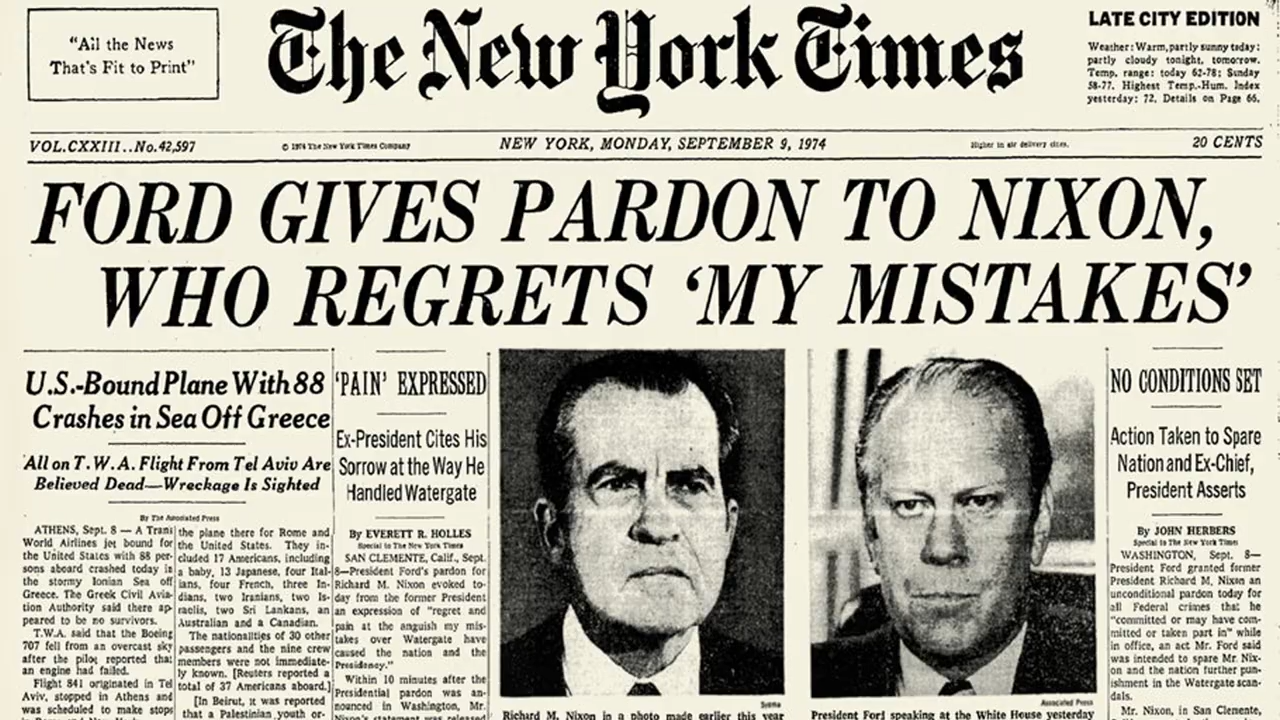 "All the News
That's Fit to Print"
The New York Times
LATE CITY EDITION
Weather: Warm, partly sunny today;
partly cloudy tonight, tomorrow.
Temp. range: today 62-78; Sunday
58-77. Highest Temp.-Hum. Index
yesterday: 72. Details on Page 66.
VOL.CXXIII..No.42,597
© 1974 The New York Times Company
NEW YORK, MONDAY, SEPTEMBER 9, 1974
Higher in air delivery cities.
20 CENTS
FORD GIVES PARDON TO NIXON,
WHO REGRETS 'MY MISTAKES'
U.S.-Bound Plane With 88
Crashes in Sea Off Greece
All on T.W.A. Flight From Tel Aviv Are
Believed Dead—Wreckage Is Sighted
By The Associated Press
ATHENS, Sept. 8 — A Trans
World Airlines jet bound for
the United States with 88 per-
sons aboard crashed today in
the stormy Ionian Sea off
Greece. The Greek Civil Avia-
tion Authority said there ap-
peared to be no survivors.
T.W.A. said that the Boeing
707 fell from an overcast sky
after the pilot reported that
an engine had failed.
Flight 841 originated in Tel
Aviv, stopped in Athens and
was scheduled to make stops
the plane there for Rome and
the United States. They in-
cluded 17 Americans, including
a baby, 13 Japanese, four Ital-
ians, four French, three In-
dians, two Iranians, two Is-
raelis, two Sri Lankans, an
Australian and a Canadian.
The nationalities of 30 other
passengers and the nine crew
members were not immediate-
ly known. [Reuters reported a
total of 37 Americans aboard.]
[In Beirut, it was reported
that a Palestinian youth or-
'PAIN' EXPRESSED
Ex-President Cites His
Sorrow at the Way He
Handled Watergate
By EVERETT R. HOLLES
Special to The New York Times
SAN CLEMENTE, Calif., Sept.
8—President Ford's pardon for
Richard M. Nixon evoked to-
day from the former President
an expression of "regret and
pain at the anguish my mis-
takes over Watergate have
caused the nation and the
Presidency."
Within 10 minutes after the
Presidential pardon was an-
nounced in Washington, Mr.
Nixon's statement was released
Sygma
Richard M. Nixon in a photo made earlier this year
Associated Press
President Ford speaking at the White House yesterday
NO CONDITIONS SET
Action Taken to Spare
Nation and Ex-Chief,
President Asserts
By JOHN HERBERS
Special to The New York Times
WASHINGTON, Sept. 8—
President Ford granted former
President Richard M. Nixon an
unconditional pardon today for
all Federal crimes that he
"committed or may have com-
mitted or taken part in" while
in office, an act Mr. Ford said
was intended to spare Mr. Nix-
on and the nation further pun-
ishment in the Watergate scan-
dals.
Mr. Nixon, in San Clemente,